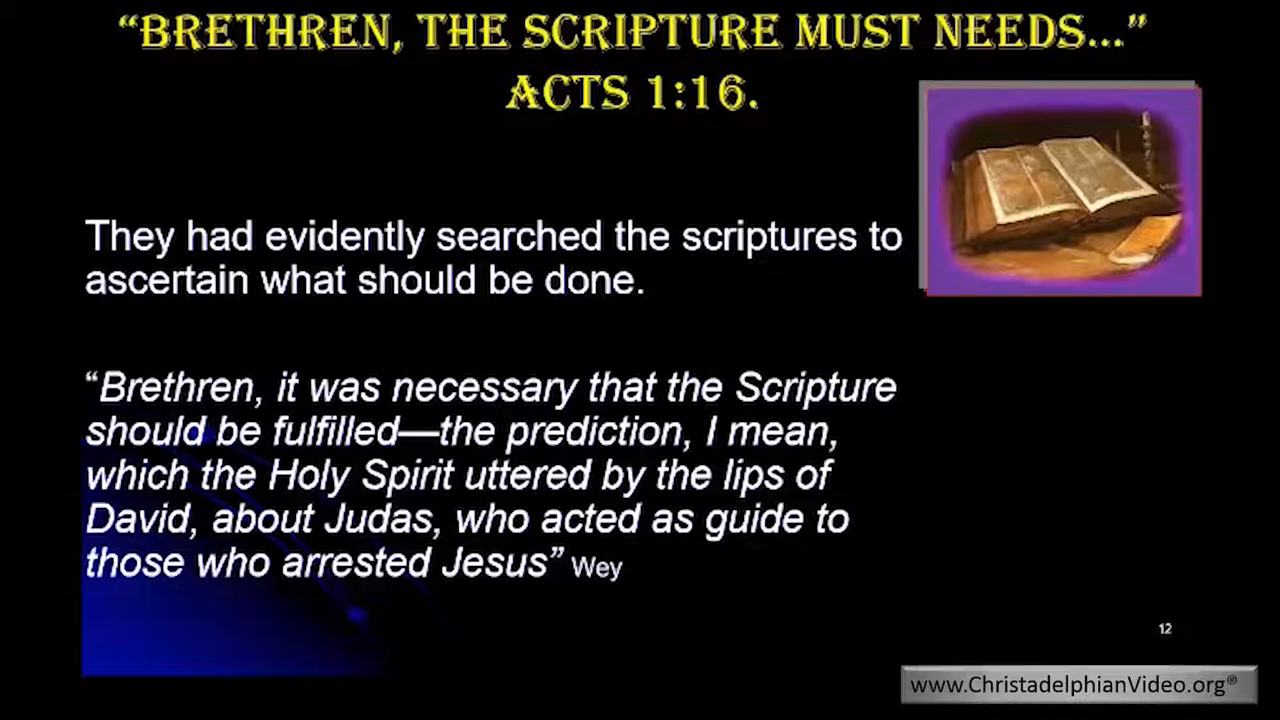 “BRETHREN, THE SCRIPTURE MUST NEEDS...”
ACTS 1:16.
They had evidently searched the scriptures to
ascertain what should be done.
“Brethren, it was necessary that the Scripture
should be fulfilled—the prediction, I mean,
which the Holy Spirit uttered by the lips of
David, about Judas, who acted as guide to
those who arrested Jesus” Wey
12
www.ChristadelphianVideo.org®